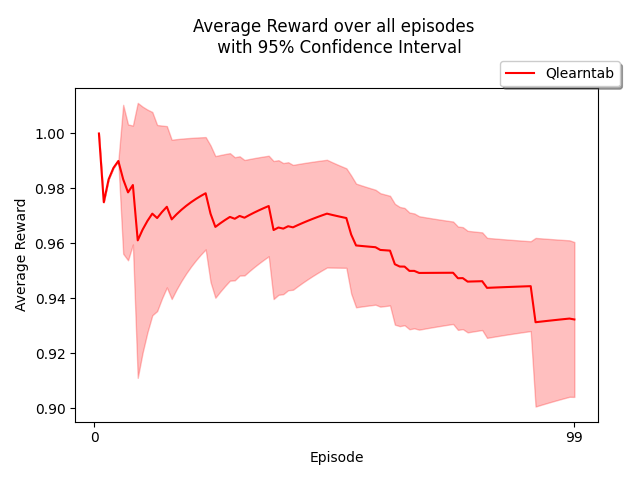 Average Reward over all episodes
with 95% Confidence Interval
Qlearntab
1.00
0.98
0.96
0.94
0.92
0.90
Average Reward
0
99
Episode